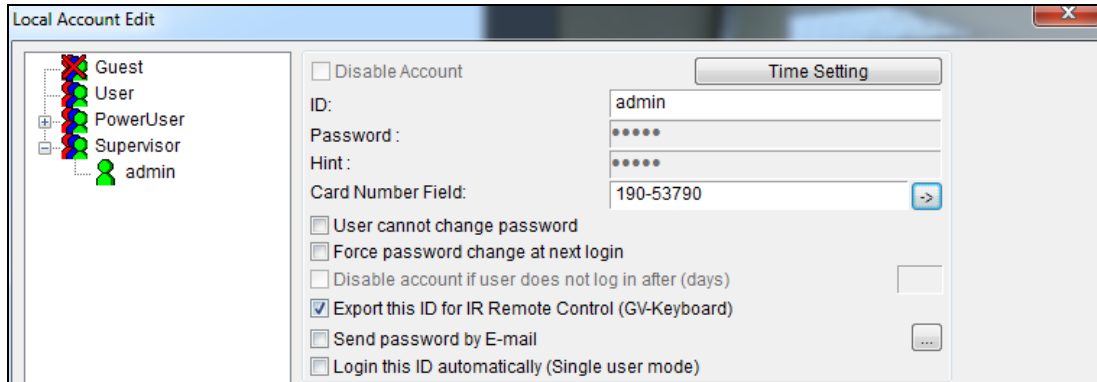 Local Account Edit
Guest
User
PowerUser
Supervisor
admin
Disable Account
Time Setting
ID:
admin
Password :
•••••
Hint :
•••••
Card Number Field:
190-53790
->
User cannot change password
Force password change at next login
Disable account if user does not log in after (days)
Export this ID for IR Remote Control (GV-Keyboard)
Send password by E-mail
...
Login this ID automatically (Single user mode)